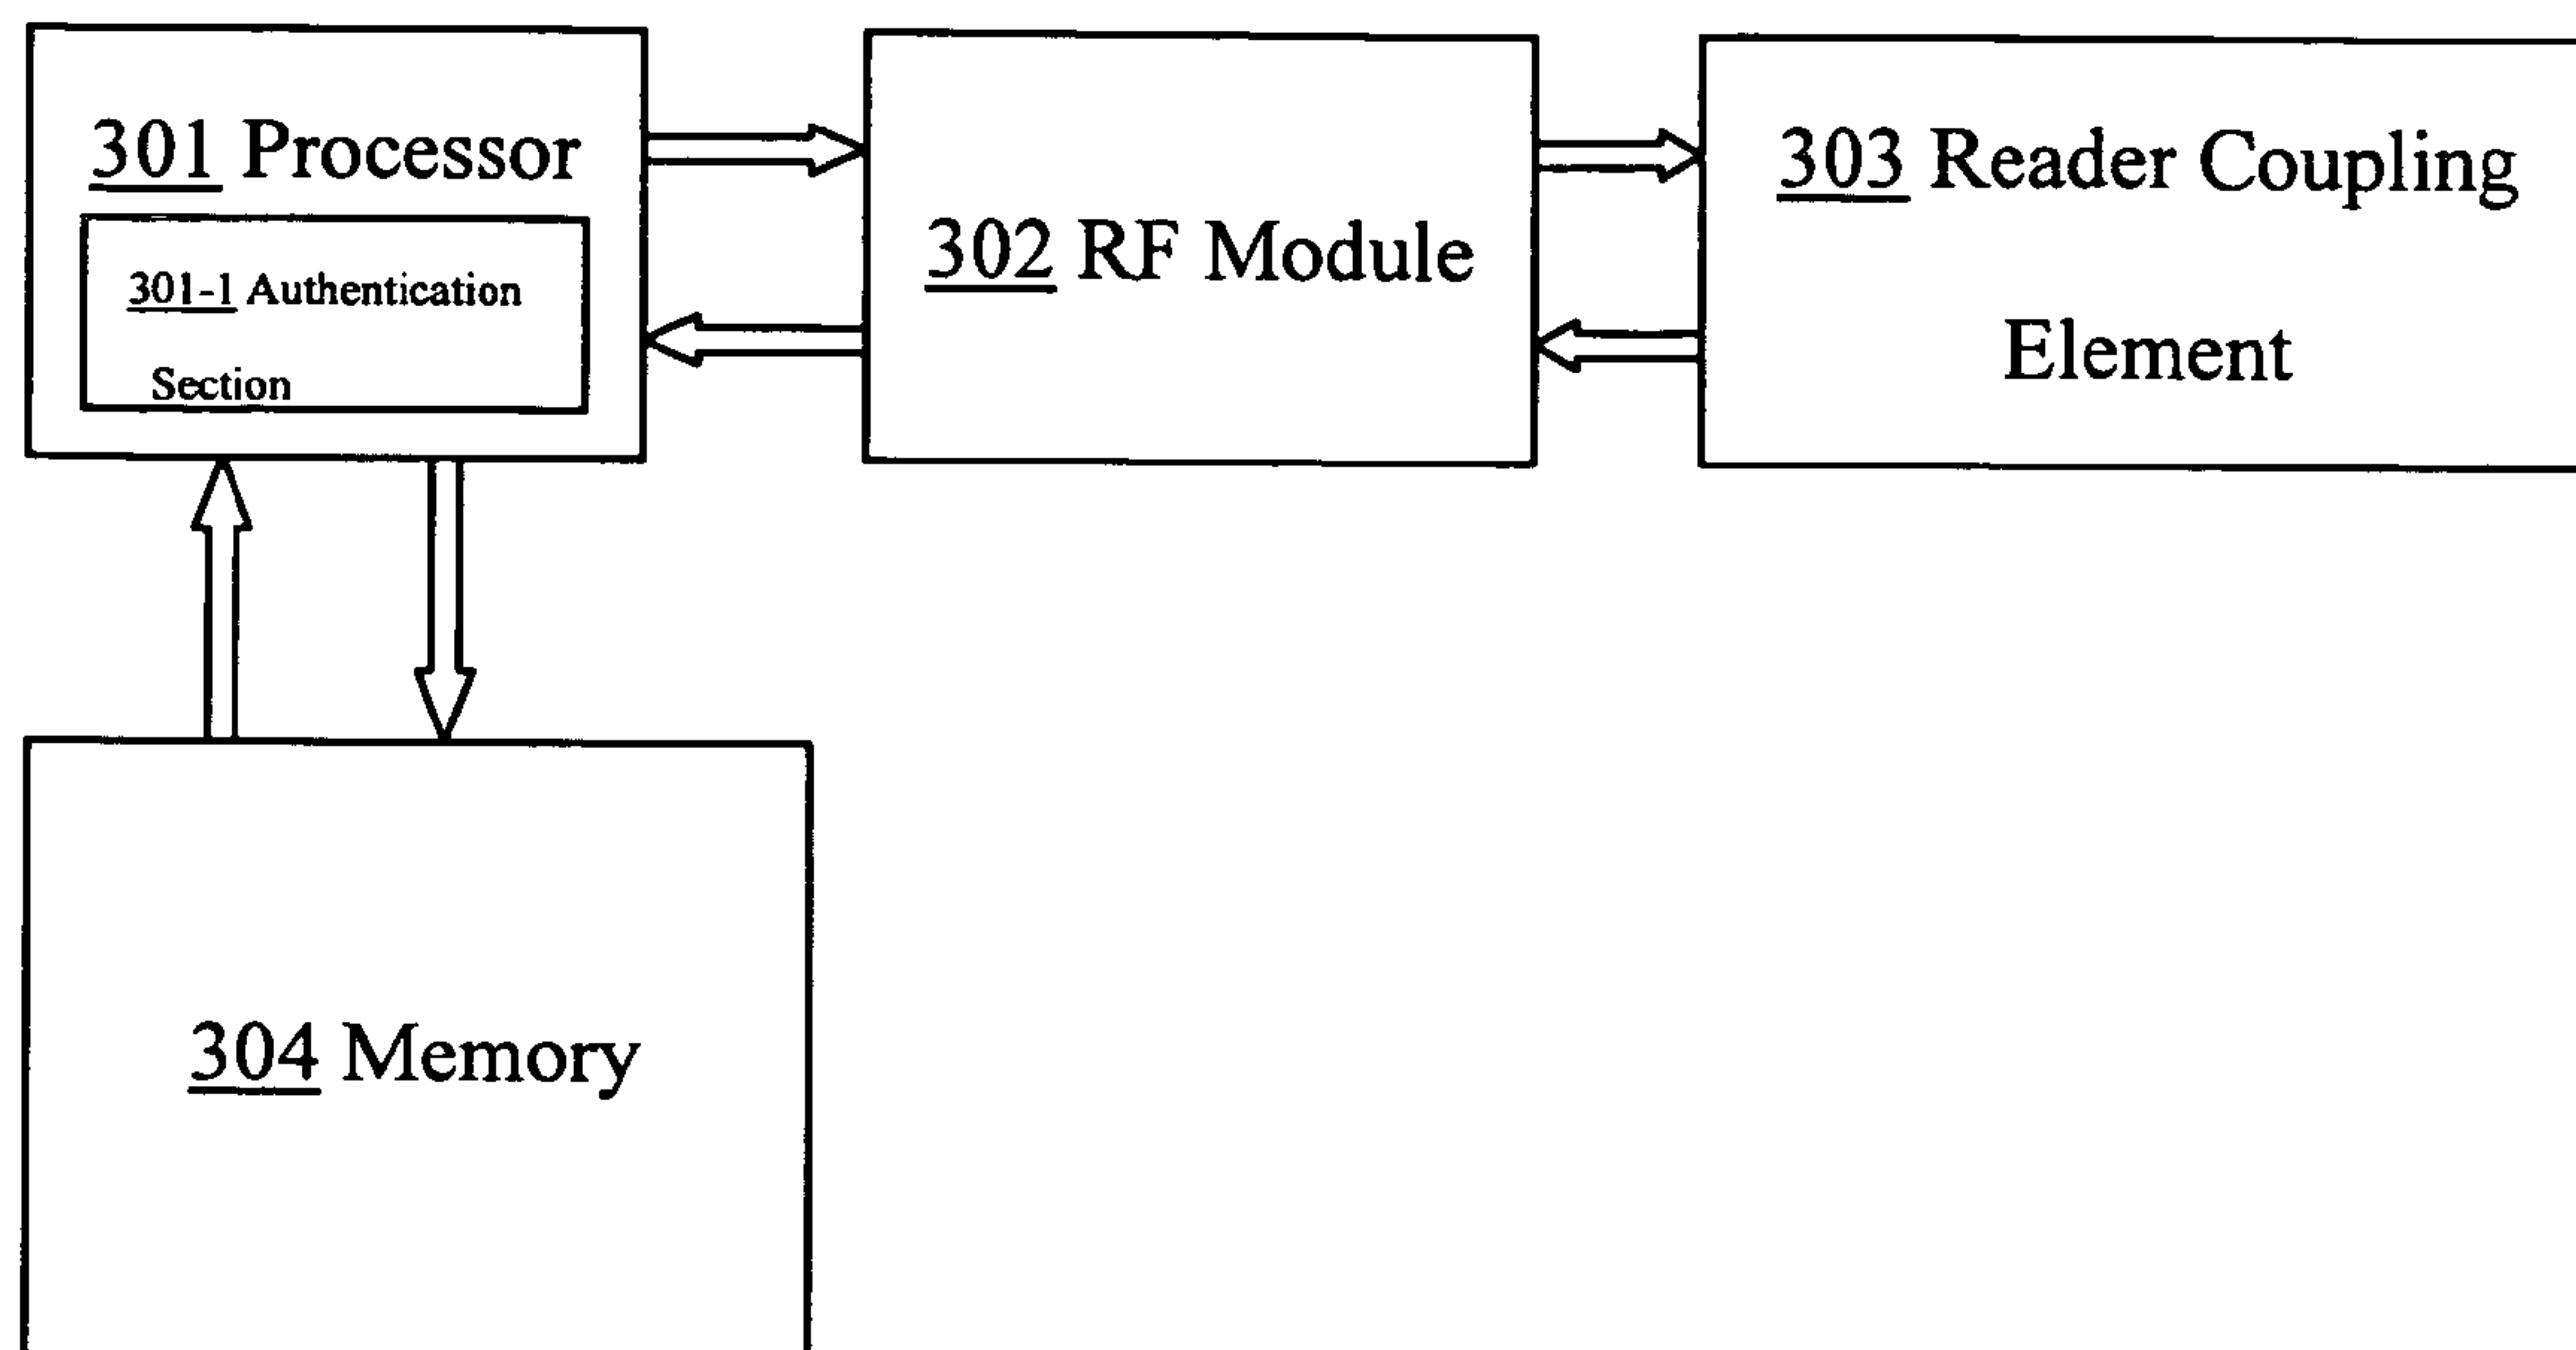 301 Processor
301-1 Authentication
Section
302 RF Module
303 Reader Coupling
Element
304 Memory